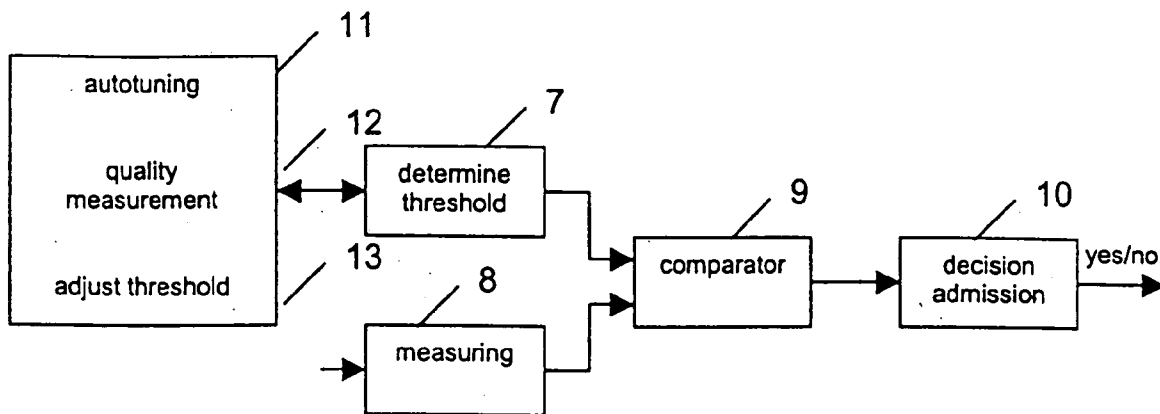 11
autotuning
12
quality
measurement
13
adjust threshold
7
determine
threshold
8
measuring
9
comparator
10
decision
admission
yes/no